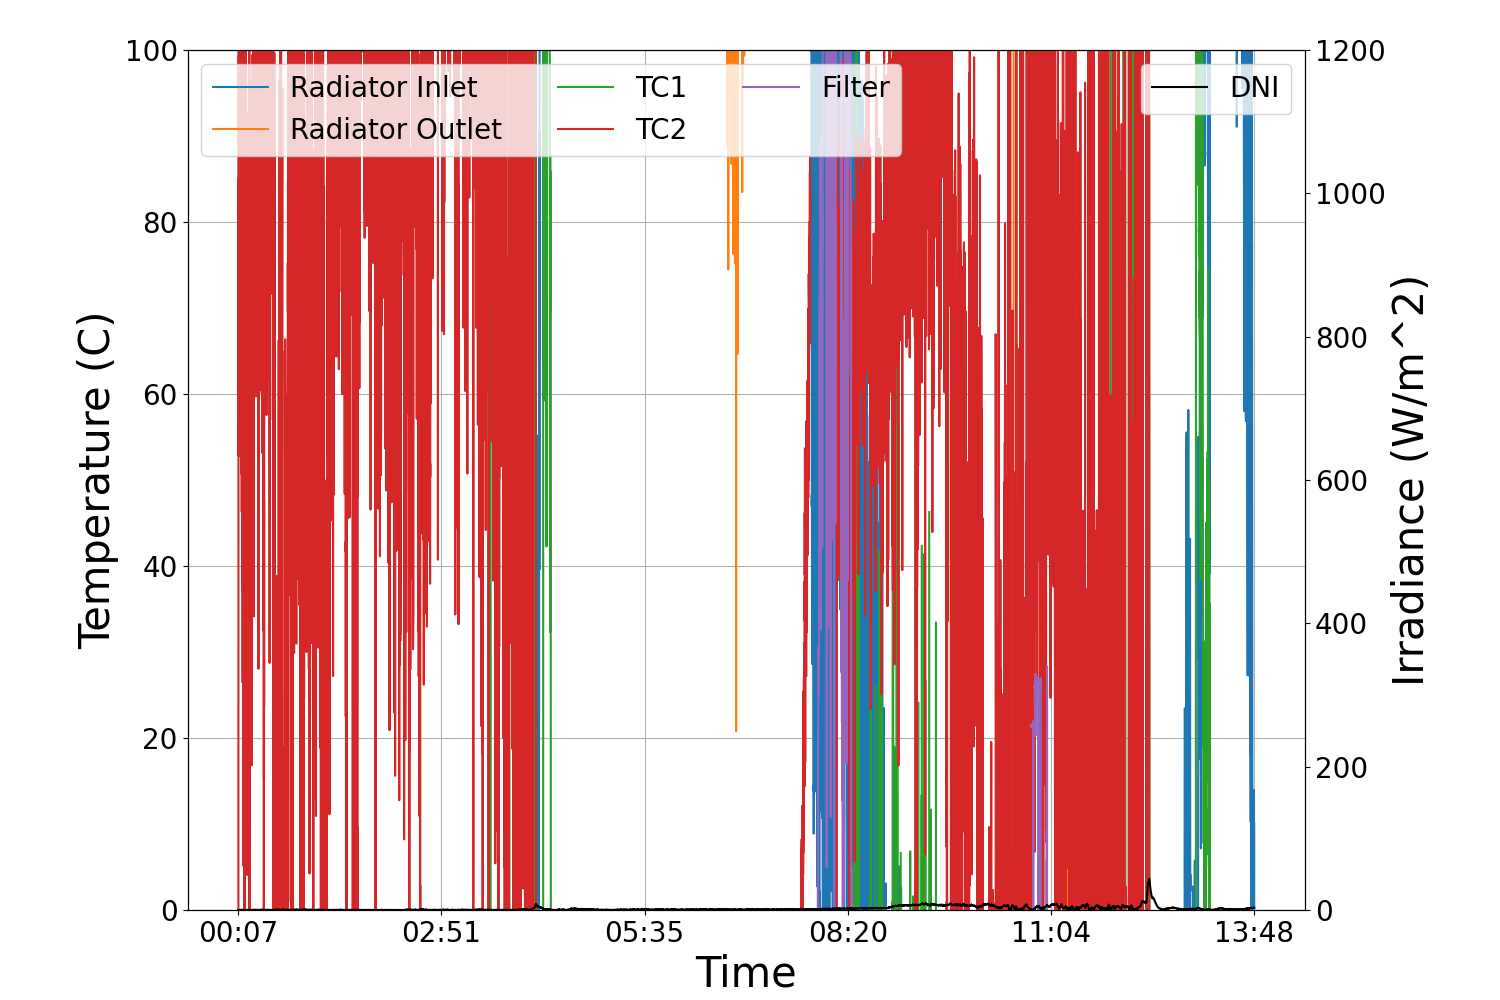 100
80
60
40
20
0
Temperature (C)
Radiator Inlet
Radiator Outlet
TC1
TC2
Filter
DNI
1200
1000
800
600
400
200
0
Irradiance (W/m^2)
00:07
02:51
05:35
08:20
11:04
13:48
Time